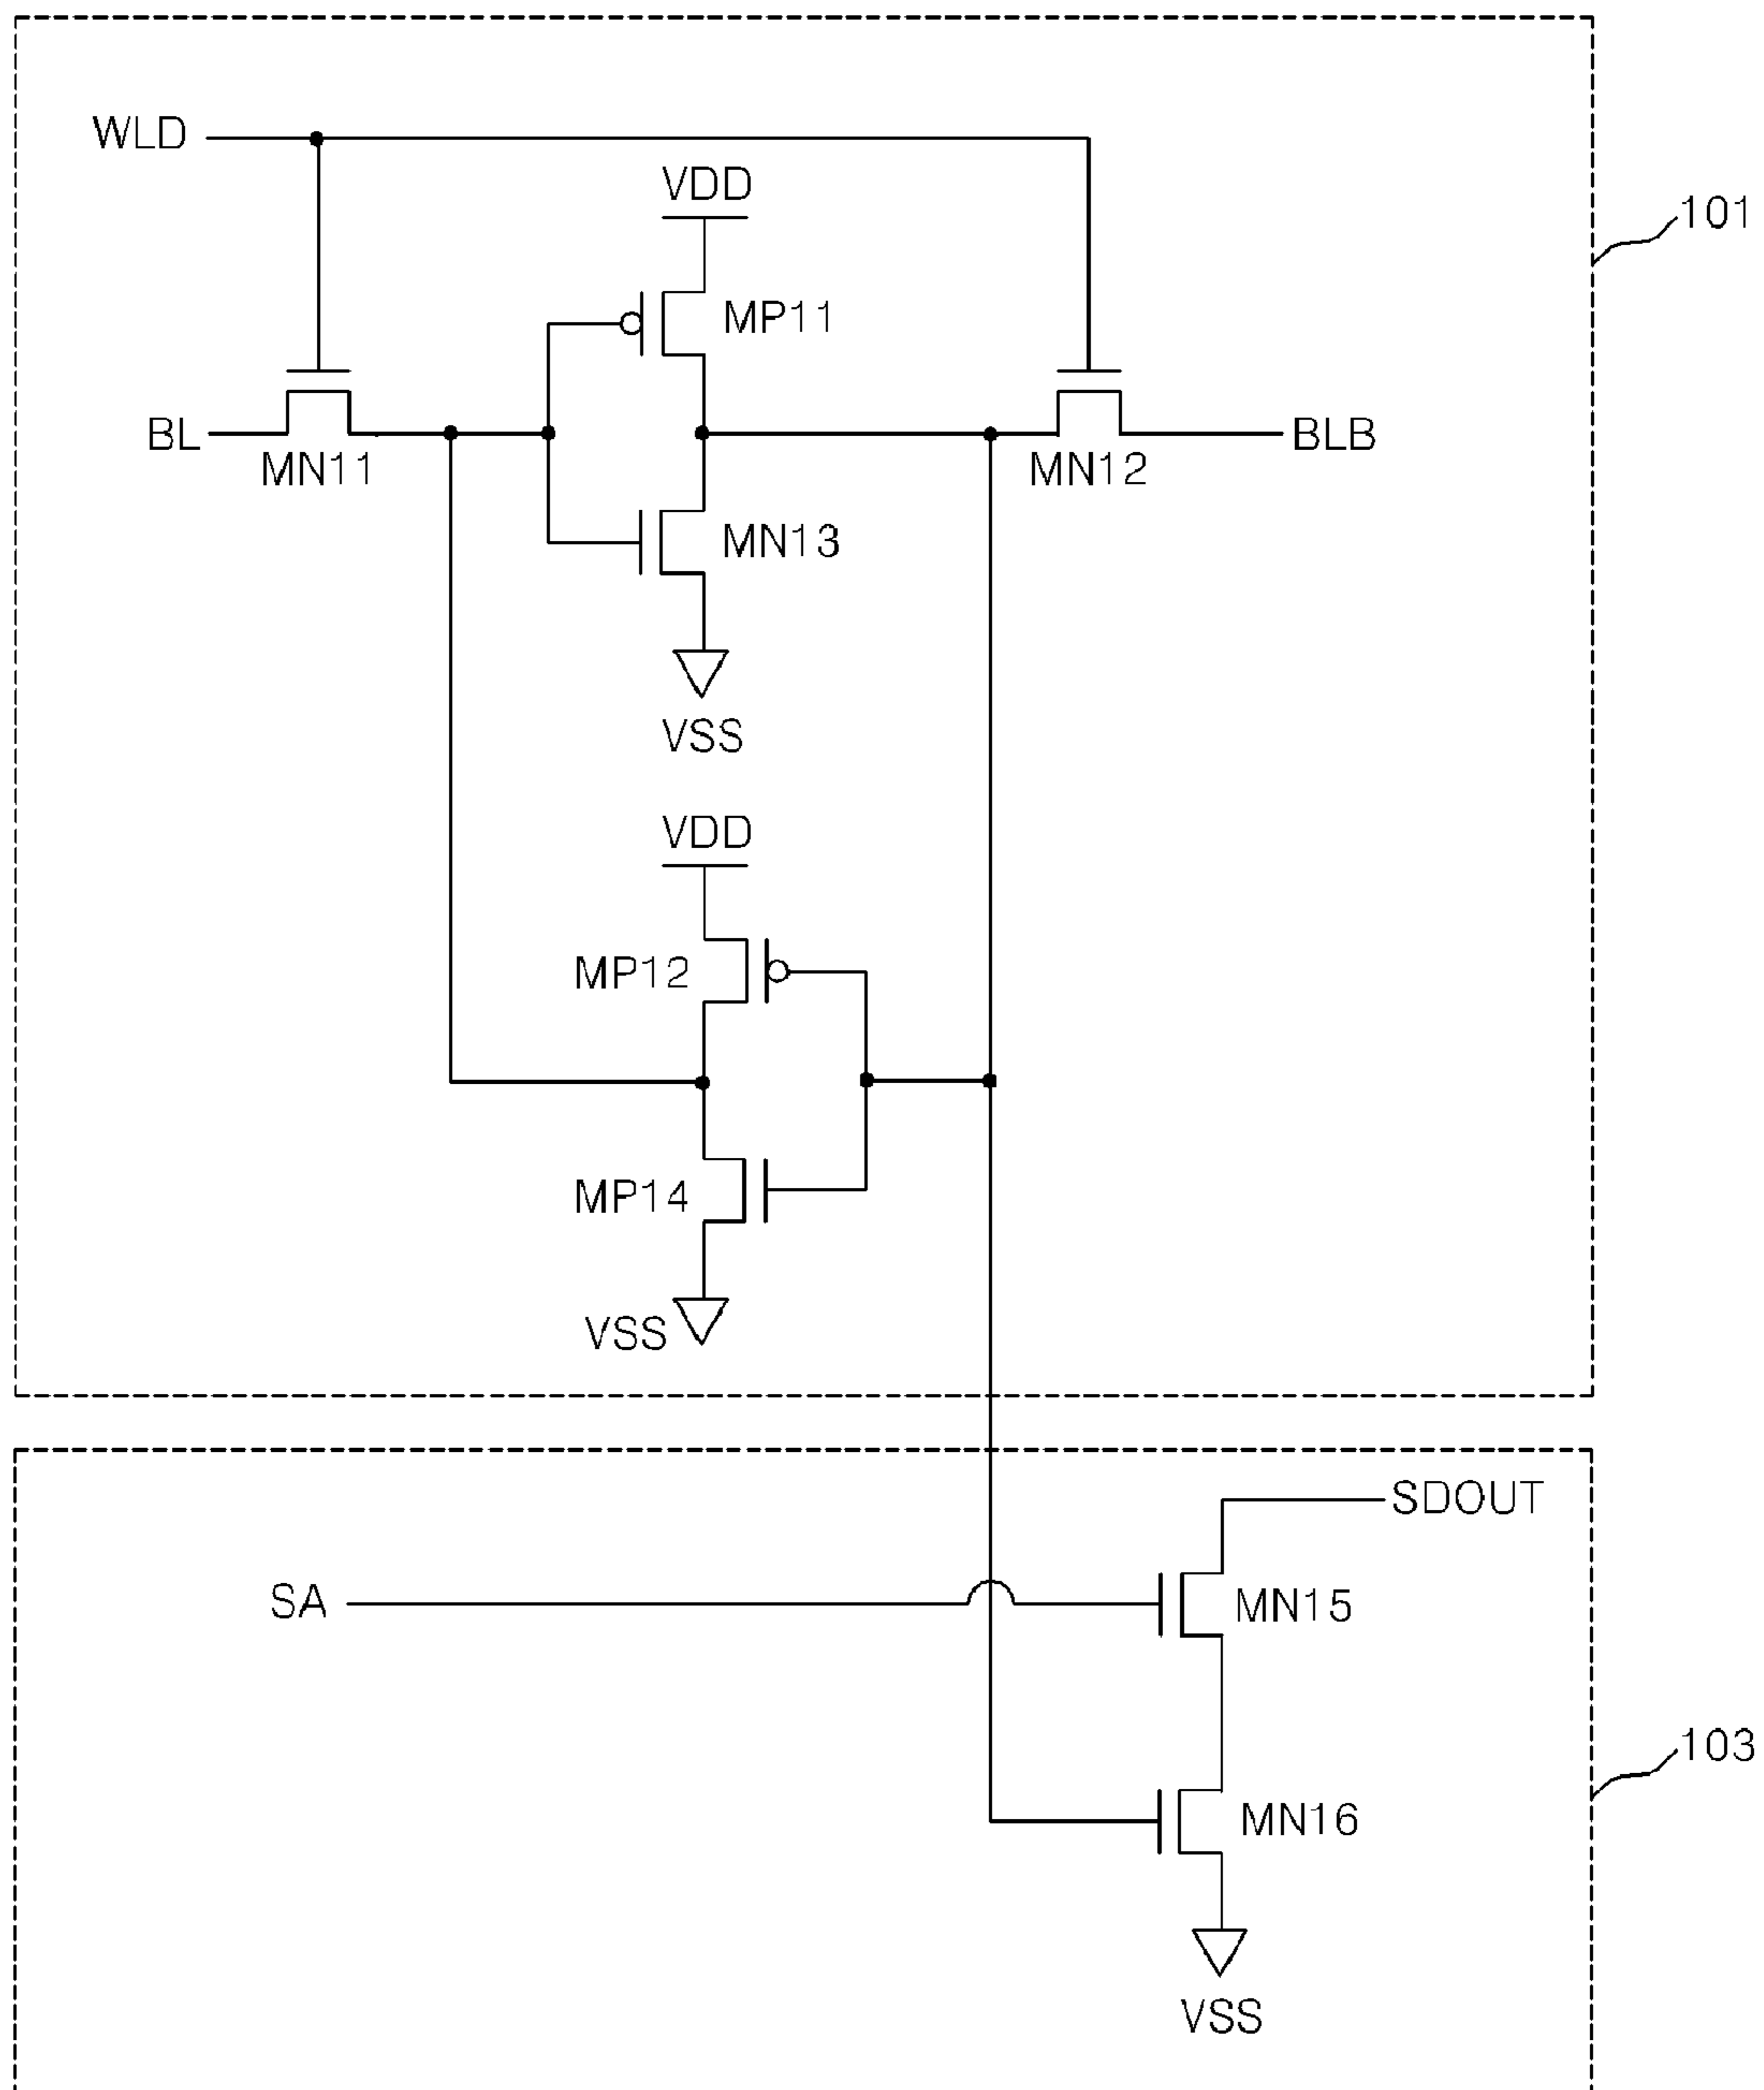 WLD
VDD
101
MP11
BL
BLB
MN11
MN12
MN13
VSS
VDD
MP12
MP14
VSS
SDOUT
SA
MN15
103
MN16
VSS